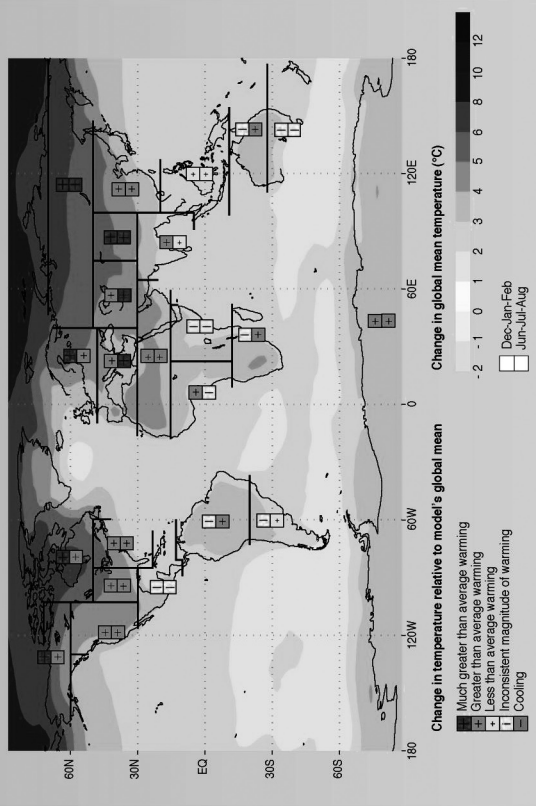 60N
30N
EQ
30S
60S
180
120W
60W
0
60E
120E
180
Change in temperature relative to model's global mean
Much greater than average warming
Greater than average warming
Less than average warming
Inconsistent magnitude of warming
Cooling
Change in global mean temperature (°C)
- 2 - 1 0 1 2 3 4 5 6 8 10 12
Dec-Jan-Feb
Jun-Jul-Aug